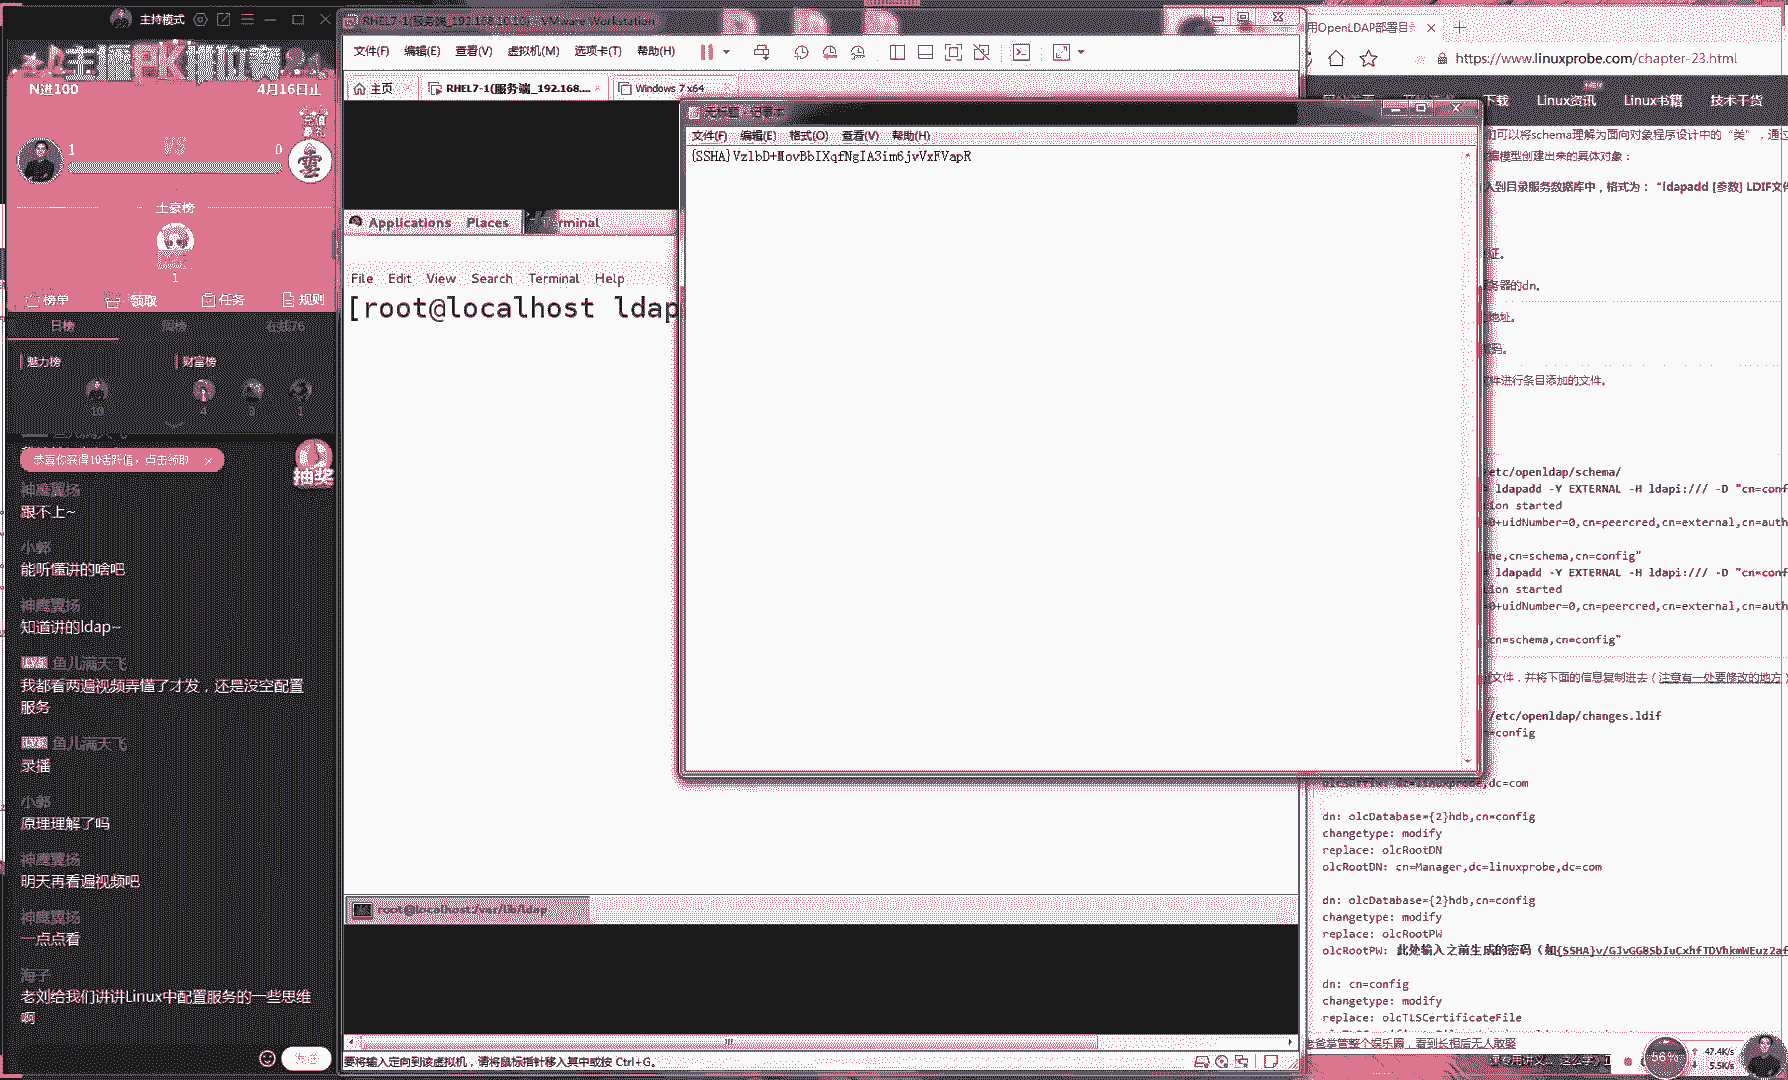 主持模式
主播PK排位赛
N进100
4月16日止
1
VS
0
土豪榜
1
榜单
领取
任务
规则
日榜
周榜
在线76
魅力榜
财富榜
10
4
3
1
恭喜你获得10活跃值，点击领取
抽奖
神鹰翼扬
跟不上~
小郭
能听懂讲的啥吧
神鹰翼扬
知道讲的ldap~
鱼儿满天飞
我都看两遍视频弄懂了才发，还是没空配置
服务
鱼儿满天飞
录播
小郭
原理理解了吗
神鹰翼扬
明天再看遍视频吧
神鹰翼扬
一点点看
海子
老刘给我们讲讲Linux中配置服务的一些思维
啊
RHEL7-1(服务端_192.168.10.10) - VMware Workstation
文件(F) 编辑(E) 查看(V) 虚拟机(M) 选项卡(T) 帮助(H)
主页
RHEL7-1(服务端_192.168....
Windows 7 x64
Applications Places
Terminal
File Edit View Search Terminal Help
[root@localhost ldap
root@localhost:/var/lib/ldap
要将输入定向到该虚拟机，请将鼠标指针移入其中或按 Ctrl+G。
无标题 - 记事本
文件(F) 编辑(E) 格式(O) 查看(V) 帮助(H)
{SSHA}VzlbD+MovBbIXqfNgIA3im6jvVxFVapR
用OpenLDAP部署目
https://www.linuxprobe.com/chapter-23.html
下载
Linux资讯
Linux书籍
技术干货
们可以将schema理解为面向对象程序设计中的“类”，通过
据模型创建出来的具体对象：
入到目录服务数据库中，格式为：“ldapadd [参数] LDIF文件
证。
务器的dn。
地址。
密码。
件进行条目添加的文件。
etc/openldap/schema/
ldapadd -Y EXTERNAL -H ldapi:/// -D "cn=conf
ion started
=0+uidNumber=0,cn=peercred,cn=external,cn=auth
ne,cn=schema,cn=config"
ldapadd -Y EXTERNAL -H ldapi:/// -D "cn=conf
ion started
=0+uidNumber=0,cn=peercred,cn=external,cn=auth
cn=schema,cn=config"
文件，并将下面的信息复制进去（注意有一处要修改的地方）
/etc/openldap/changes.ldif
=config
olcSuffix: dc=linuxprobe,dc=com
dn: olcDatabase={2}hdb,cn=config
changetype: modify
replace: olcRootDN
olcRootDN: cn=Manager,dc=linuxprobe,dc=com
dn: olcDatabase={2}hdb,cn=config
changetype: modify
replace: olcRootPW
olcRootPW: 此处输入之前生成的密码（如{SSHA}v/GJvGG8SbIuCxhfTDVhkmWEuz2af
dn: cn=config
changetype: modify
replace: olcTLSCertificateFile
爸爸掌管整个娱乐圈，看到长相后无人敢娶
56%
47.4K/s
5.5K/s